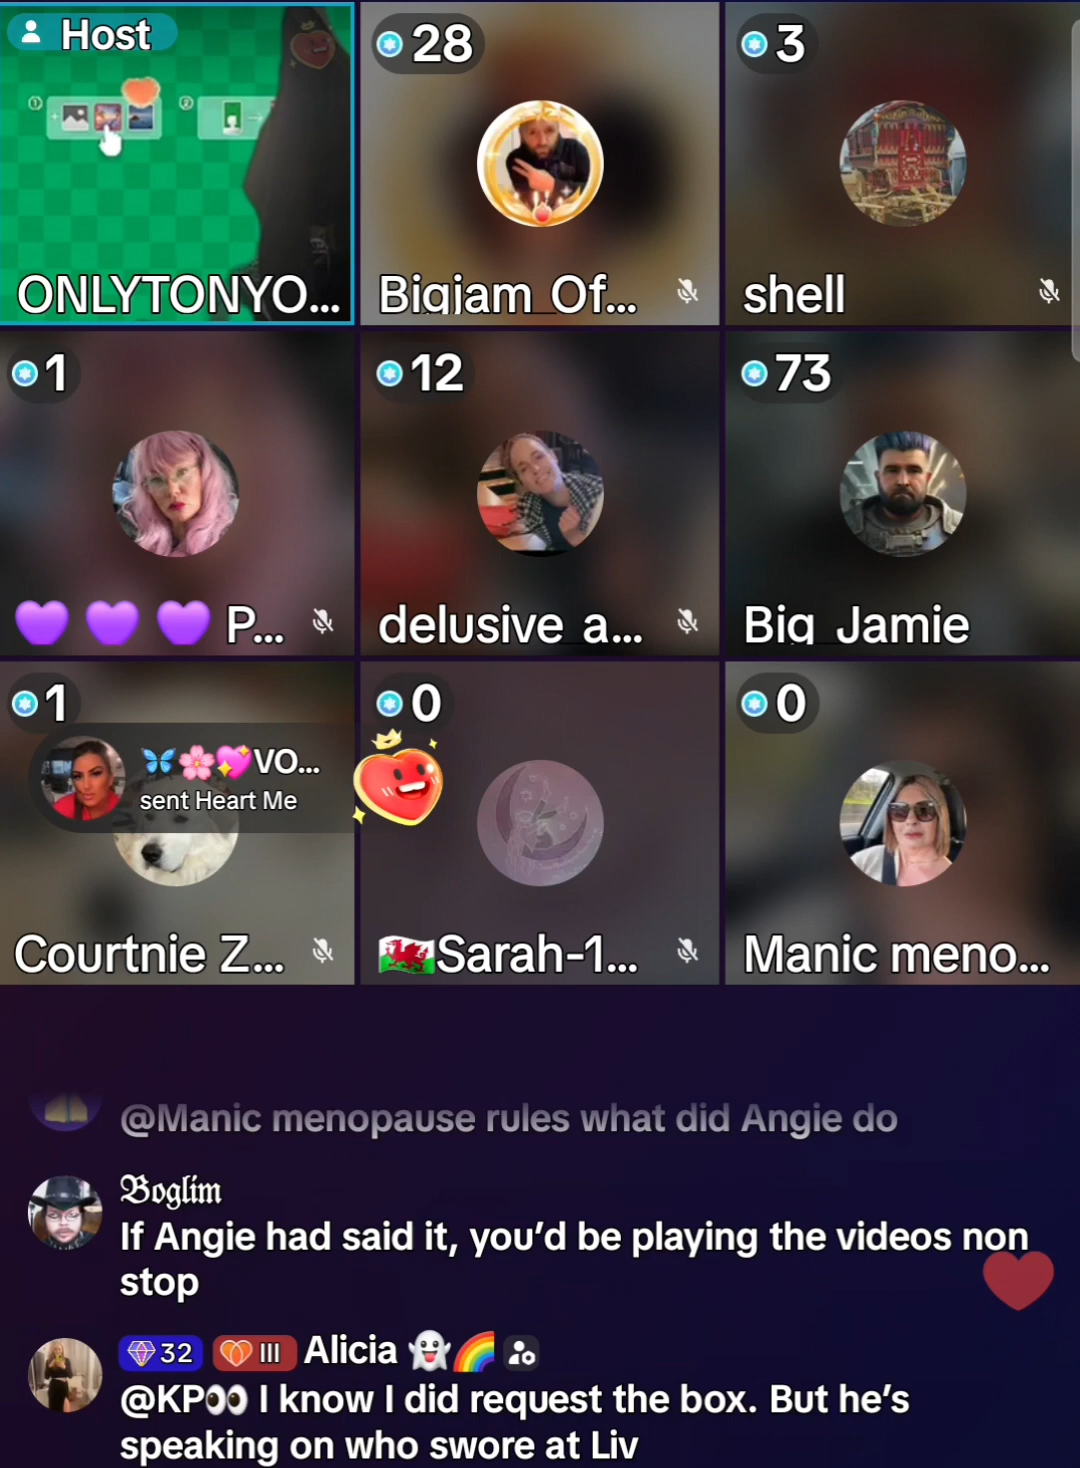 Host
28
3
ONLYTONYO...
Bigjam Of...
shell
1
12
73
💜 💜 💜 P...
delusive a...
Big Jamie
1
0
0
🦋🌸💖VO...
sent Heart Me
Courtnie Z...
🏴󠁧󠁢󠁷󠁬󠁳󠁿Sarah-1...
Manic meno...
@Manic menopause rules what did Angie do
𝕭𝖔𝖌𝖑𝖎𝖒
If Angie had said it, you’d be playing the videos non
stop
32 III Alicia 👻🌈
@KP👀 I know I did request the box. But he’s
speaking on who swore at Liv